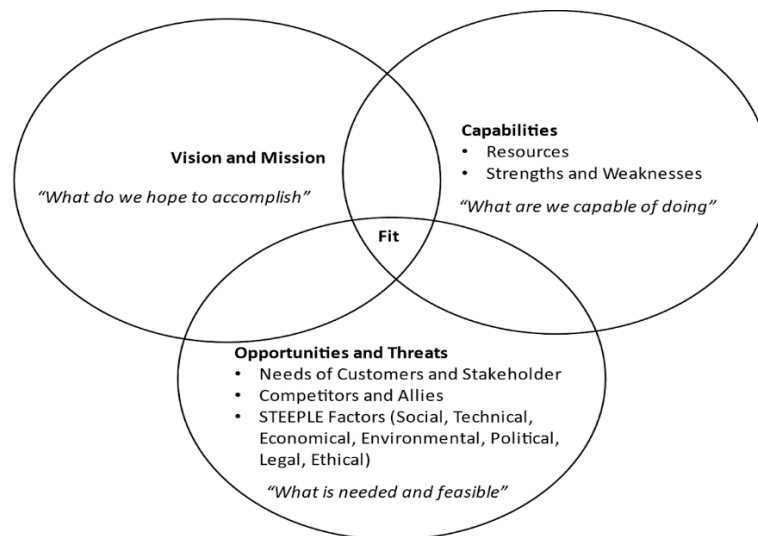 Vision and Mission
“What do we hope to accomplish”
Capabilities
• Resources
• Strengths and Weaknesses
“What are we capable of doing”
Fit
Opportunities and Threats
• Needs of Customers and Stakeholder
• Competitors and Allies
• STEEPLE Factors (Social, Technical,
Economical, Environmental, Political,
Legal, Ethical)
“What is needed and feasible”